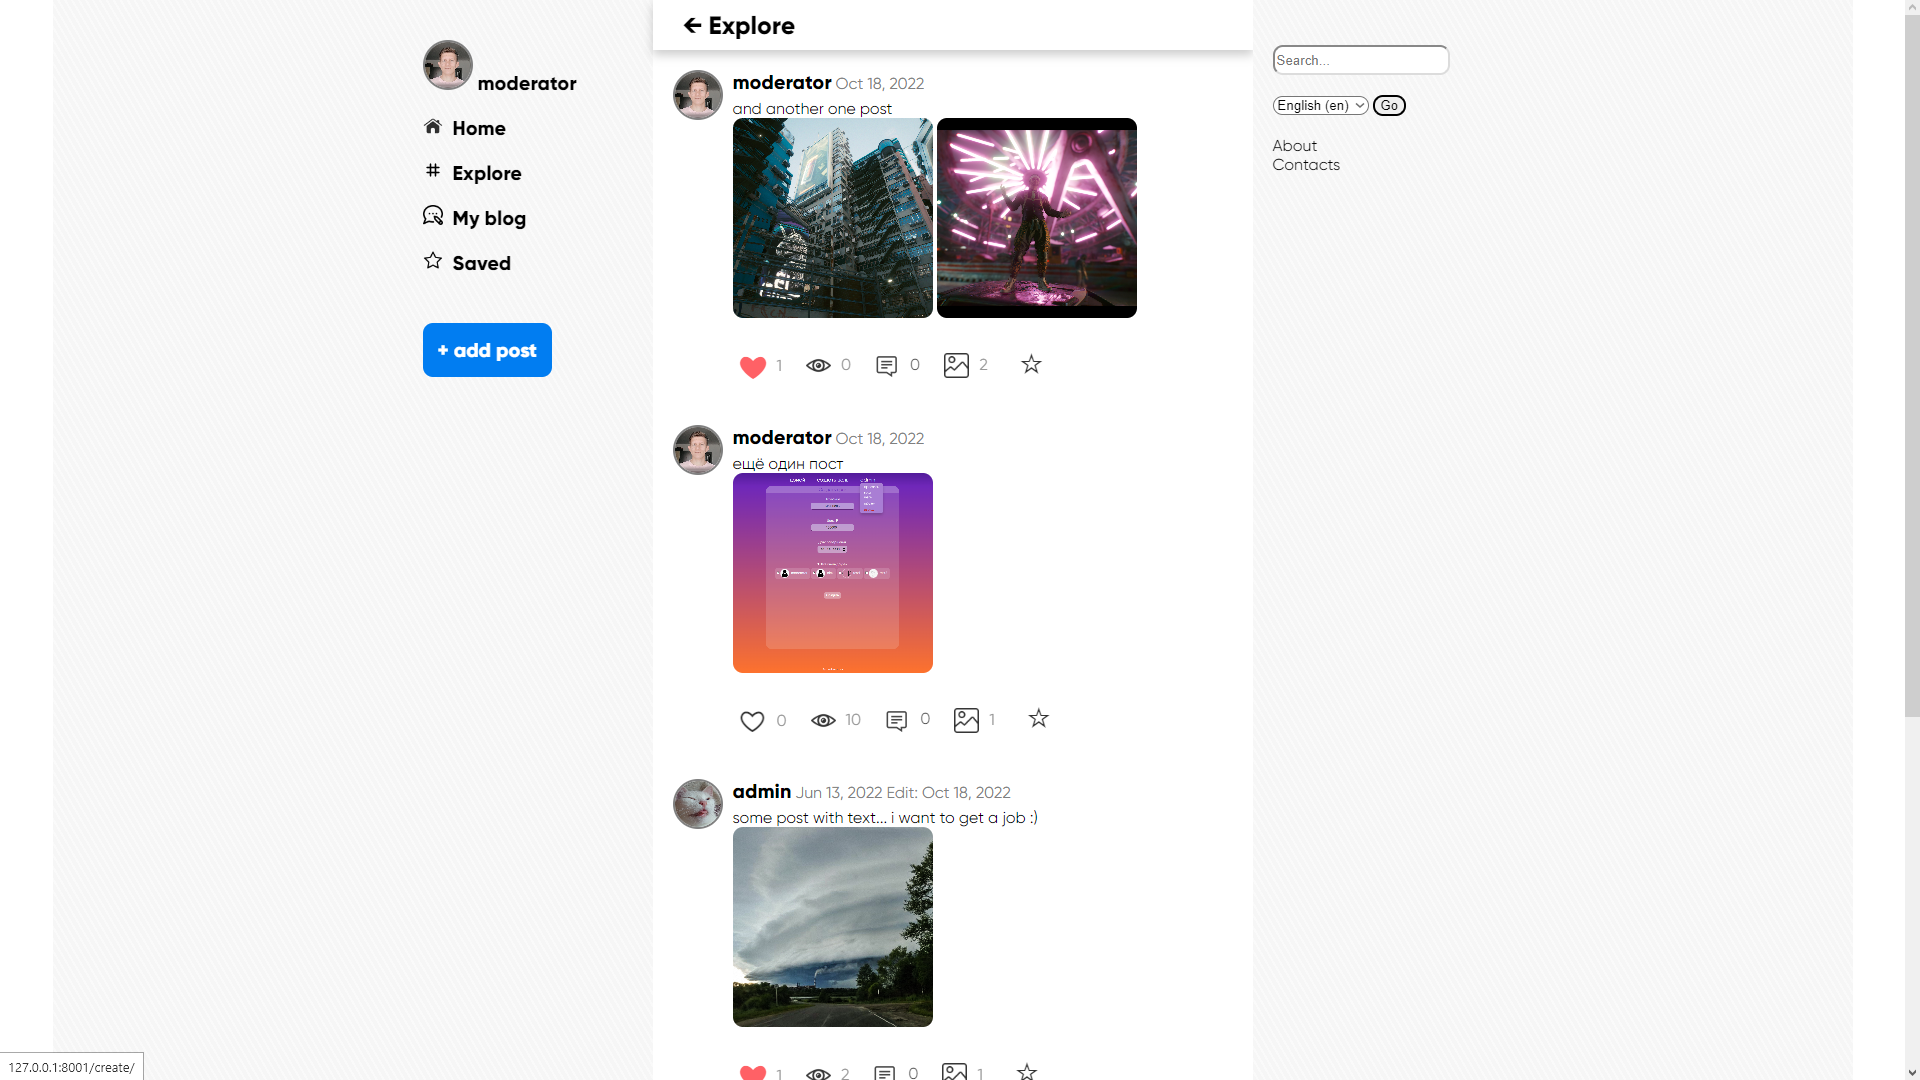 moderator
Home
Explore
My blog
Saved
+ add post
← Explore
moderator Oct 18, 2022
and another one post
1 0 0 2
moderator Oct 18, 2022
ещё один пост
0 10 0 1
admin Jun 13, 2022 Edit: Oct 18, 2022
some post with text... i want to get a job :)
1 2 0 1
Search...
English (en) Go
About
Contacts
127.0.0.1:8001/create/